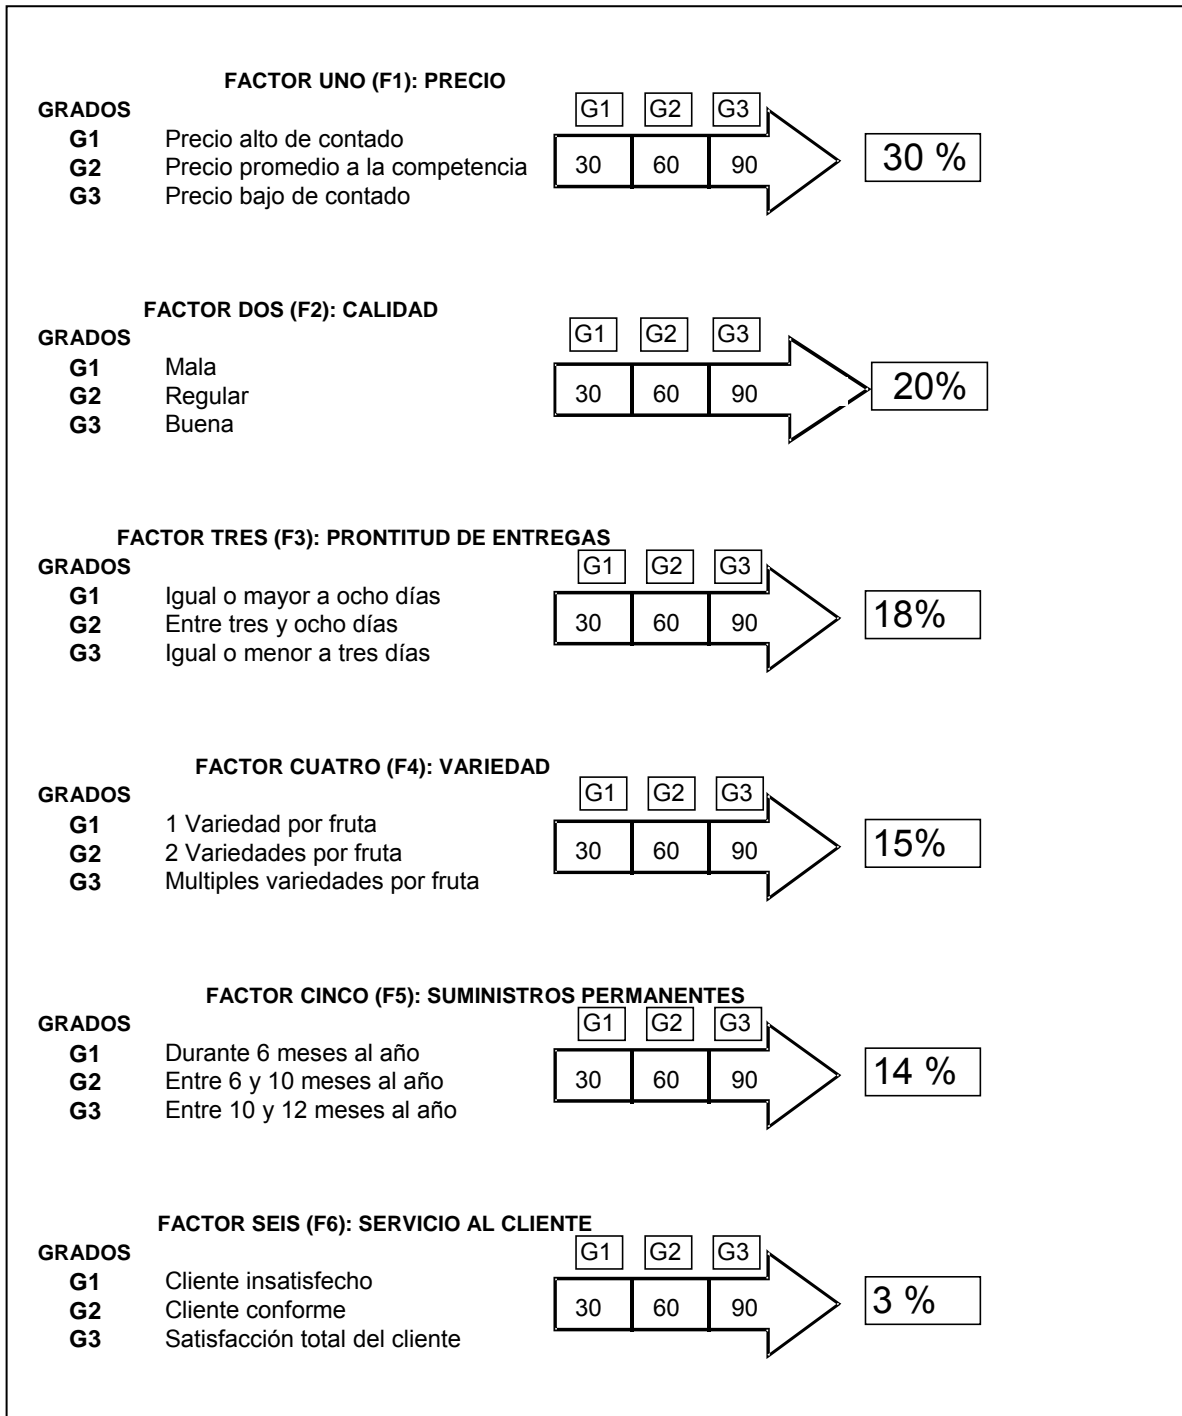 FACTOR UNO (F1): PRECIO
GRADOS G1 G2 G3
G1 Precio alto de contado
G2 Precio promedio a la competencia 30 60 90 30 %
G3 Precio bajo de contado
FACTOR DOS (F2): CALIDAD
GRADOS G1 G2 G3
G1 Mala
G2 Regular 30 60 90 20%
G3 Buena
FACTOR TRES (F3): PRONTITUD DE ENTREGAS
GRADOS G1 G2 G3
G1 Igual o mayor a ocho días
G2 Entre tres y ocho días 30 60 90 18%
G3 Igual o menor a tres días
FACTOR CUATRO (F4): VARIEDAD
GRADOS G1 G2 G3
G1 1 Variedad por fruta
G2 2 Variedades por fruta 30 60 90 15%
G3 Multiples variedades por fruta
FACTOR CINCO (F5): SUMINISTROS PERMANENTES
GRADOS G1 G2 G3
G1 Durante 6 meses al año
G2 Entre 6 y 10 meses al año 30 60 90 14 %
G3 Entre 10 y 12 meses al año
FACTOR SEIS (F6): SERVICIO AL CLIENTE
GRADOS G1 G2 G3
G1 Cliente insatisfecho
G2 Cliente conforme 30 60 90 3 %
G3 Satisfacción total del cliente